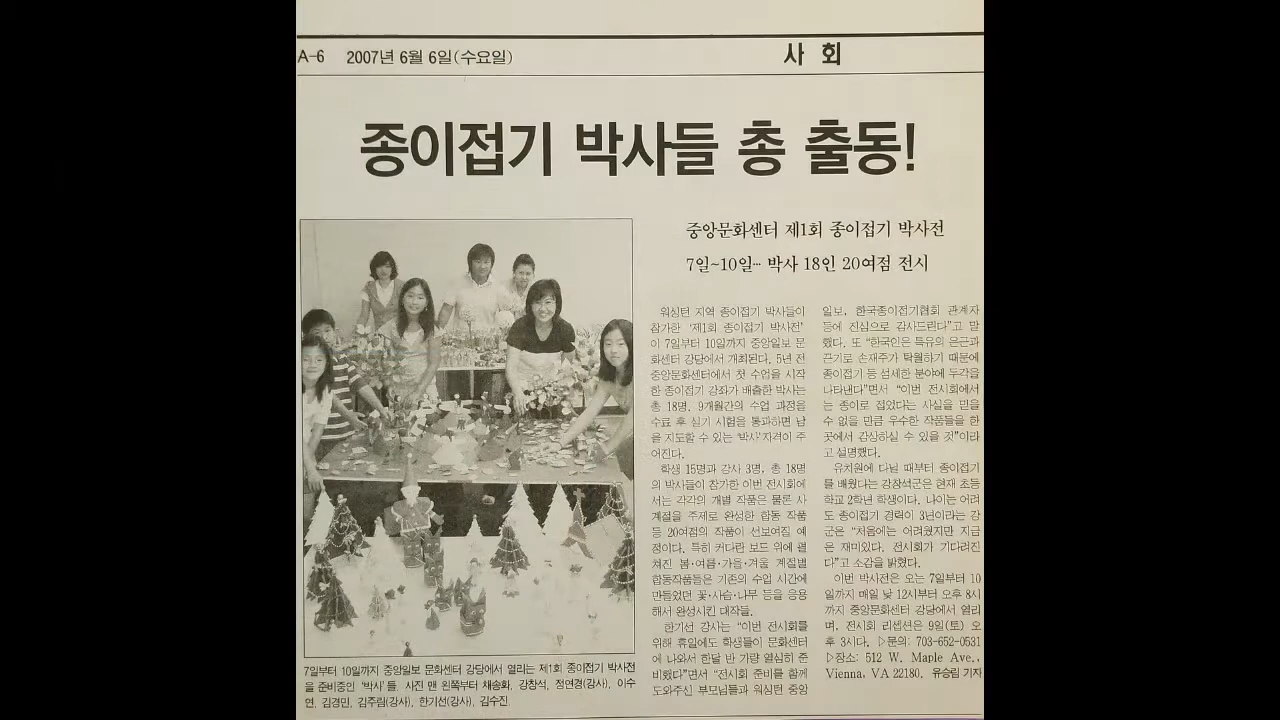 A-6 2007년 6월 6일(수요일)
사 회
종이접기 박사들 총 출동!
중앙문화센터 제1회 종이접기 박사전
7일~10일… 박사 18인 20여점 전시
워싱턴 지역 종이접기 박사들이
참가한 '제1회 종이접기 박사전'
이 7일부터 10일까지 중앙일보 문
화센터 강당에서 개최된다. 5년 전
중앙문화센터에서 첫 수업을 시작
한 종이접기 강좌가 배출한 박사는
총 18명. 9개월간의 수업 과정을
수료 후 실기 시험을 통과하면 남
을 지도할 수 있는 '박사' 자격이 주
어진다.
학생 15명과 강사 3명, 총 18명
의 박사들이 참가한 이번 전시회에
서는 각각의 개별 작품은 물론 사
계절을 주제로 완성한 합동 작품
등 20여점의 작품이 선보여질 예
정이다. 특히 커다란 보드 위에 펼
쳐진 봄·여름·가을·겨울 계절별
합동작품들은 기존의 수업 시간에
만들었던 꽃·사슴·나무 등을 응용
해서 완성시킨 대작들.
한기선 강사는 "이번 전시회를
위해 휴일에도 학생들이 문화센터
에 나와서 한달 반 가량 열심히 준
비했다"면서 "전시회 준비를 함께
도와주신 부모님들과 워싱턴 중앙
일보, 한국종이접기협회 관계자
들에 진심으로 감사드린다"고 말
했다. 또 "한국인은 특유의 은근과
끈기로 손재주가 탁월하기 때문에
종이접기 등 섬세한 분야에 두각을
나타낸다"면서 "이번 전시회에서
는 종이로 접었다는 사실을 믿을
수 없을 만큼 우수한 작품들을 한
곳에서 감상하실 수 있을 것"이라
고 설명했다.
유치원에 다닐 때부터 종이접기
를 배웠다는 강창석군은 현재 초등
학교 2학년 학생이다. 나이는 어려
도 종이접기 경력이 3년이라는 강
군은 "처음에는 어려웠지만 지금
은 재미있다. 전시회가 기다려진
다"고 소감을 밝혔다.
이번 박사전은 오는 7일부터 10
일까지 매일 낮 12시부터 오후 8시
까지 중앙문화센터 강당에서 열리
며, 전시회 리셉션은 9일(토) 오
후 3시다. ▷문의: 703-652-0531
▷장소: 512 W. Maple Ave.,
Vienna, VA 22180. 유승림 기자
7일부터 10일까지 중앙일보 문화센터 강당에서 열리는 제1회 종이접기 박사전
을 준비중인 '박사'들. 사진 맨 왼쪽부터 채송화, 강창석, 정연경(강사), 이수
연, 김경민, 김주림(강사), 한기선(강사), 김수진.